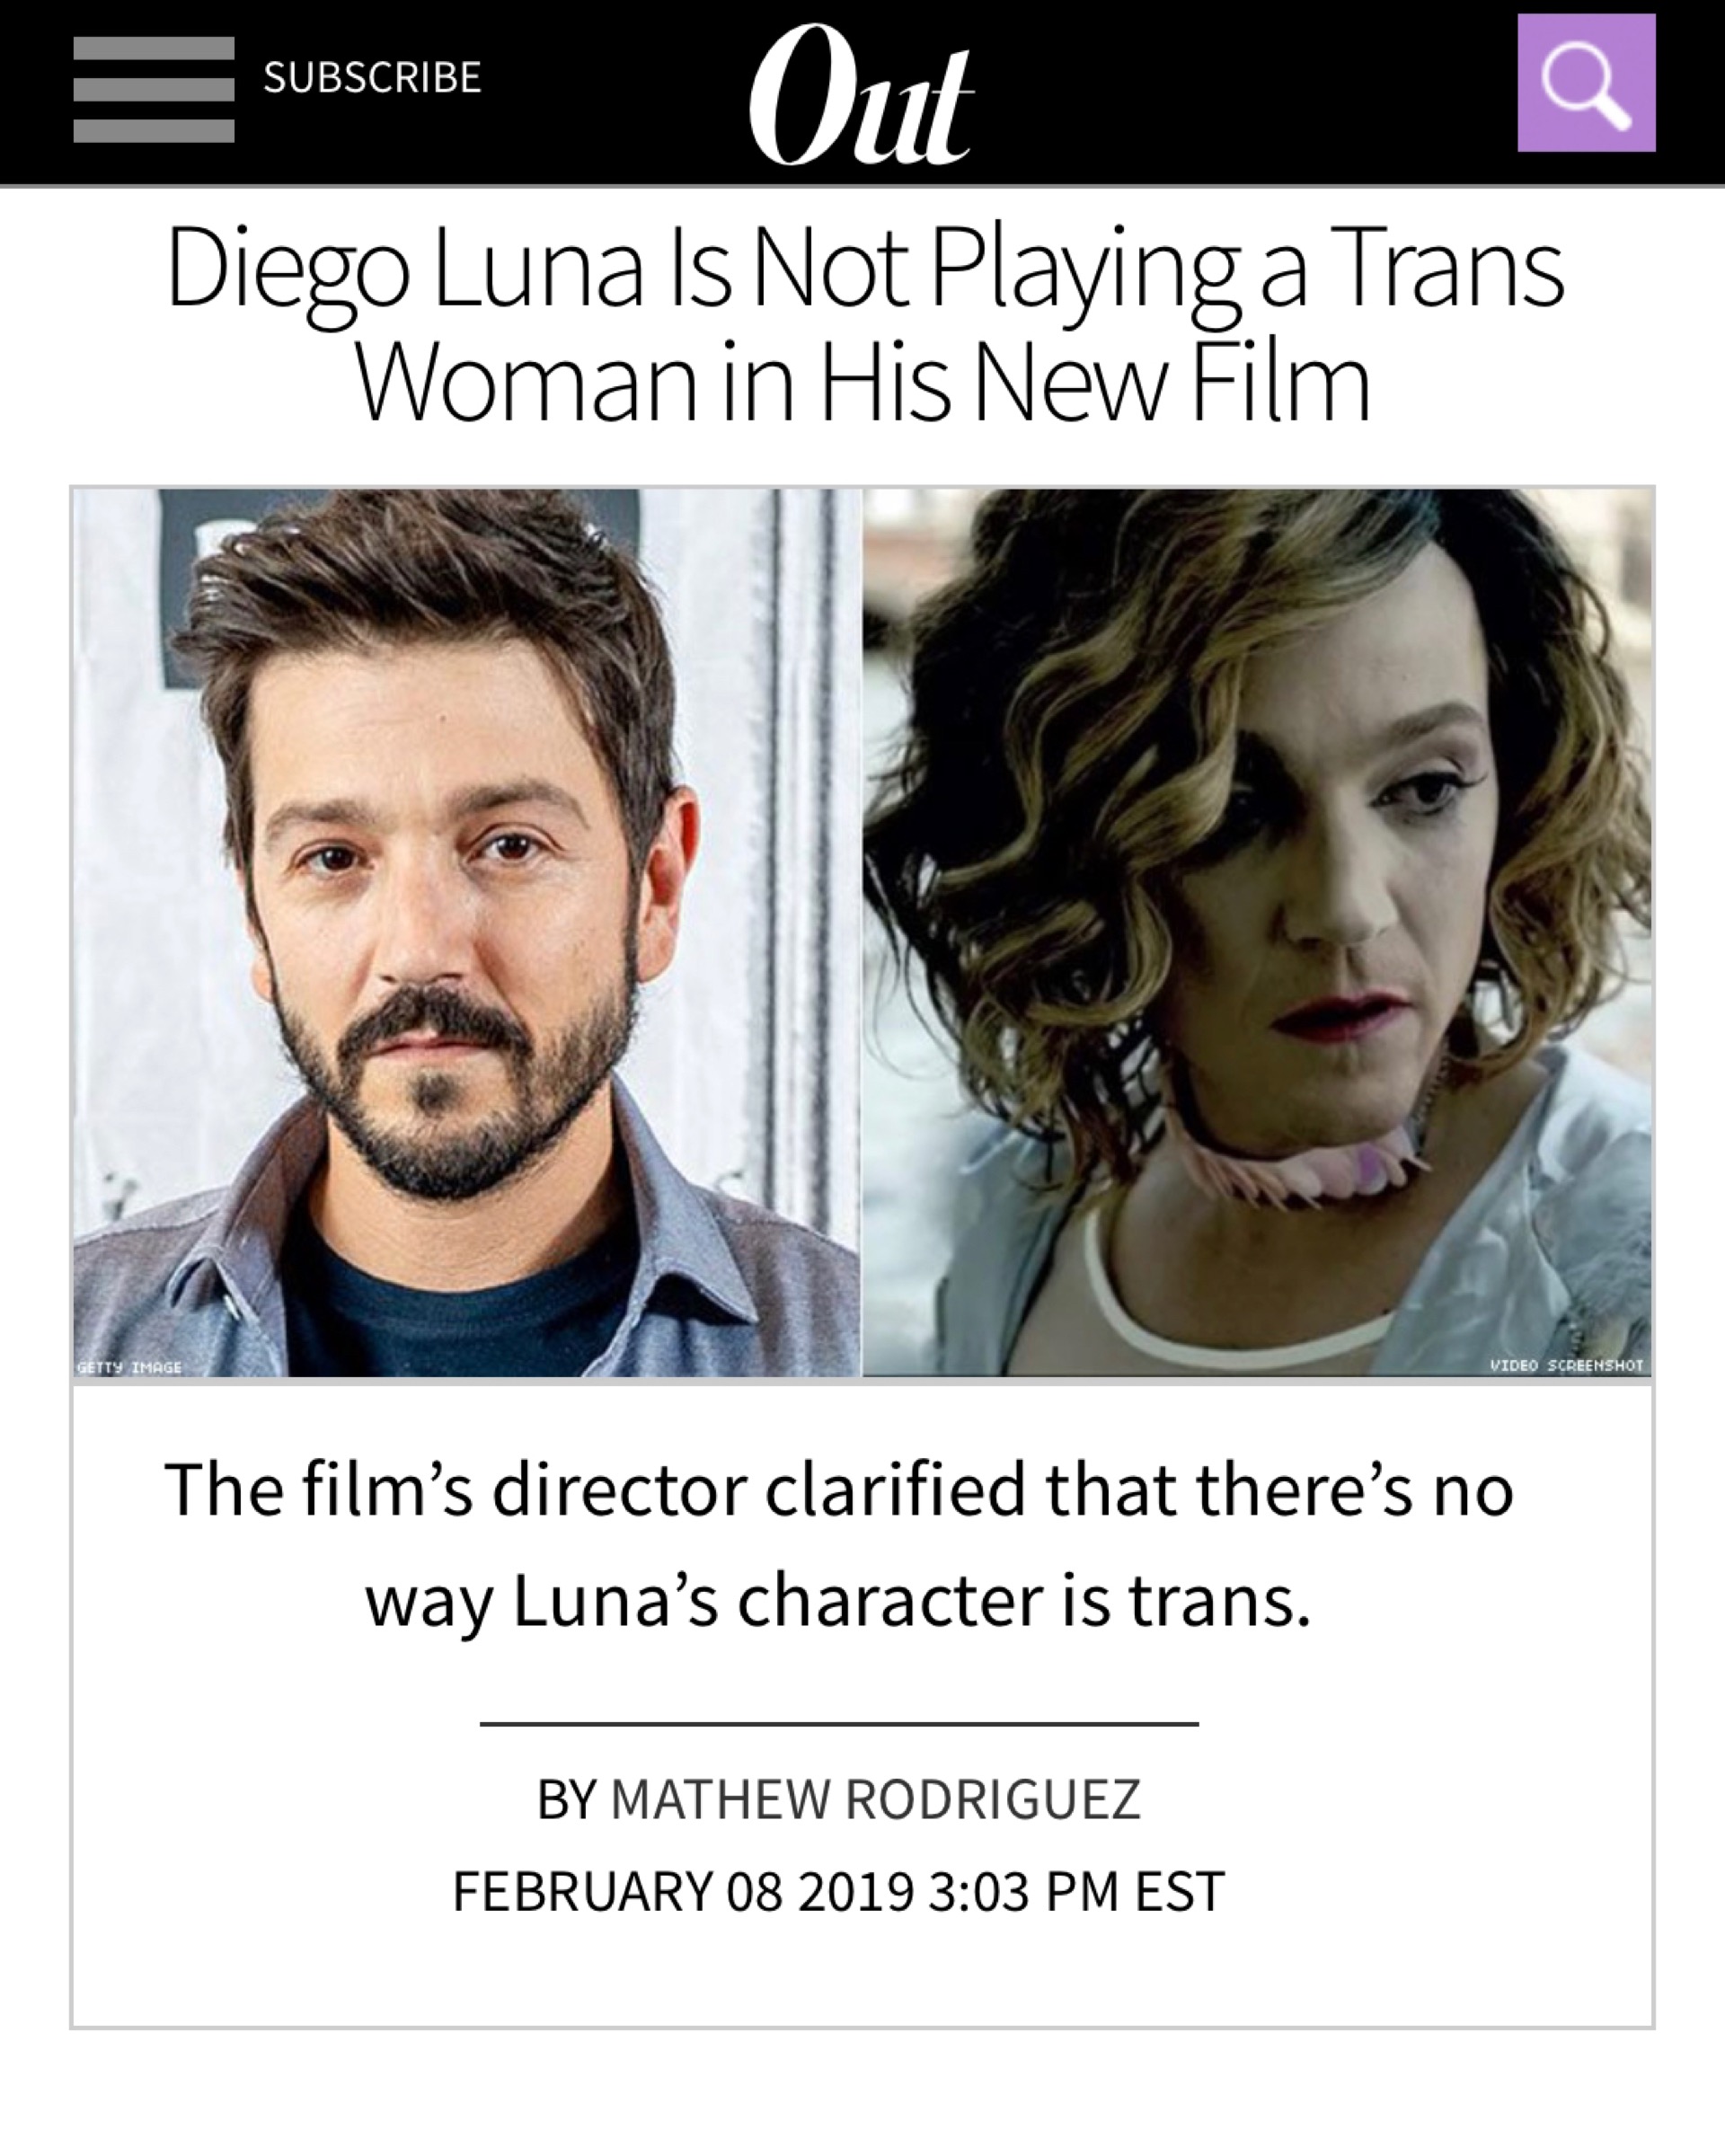 SUBSCRIBE
Out
Diego Luna Is Not Playing a Trans
Woman in His New Film
GETTY IMAGE
VIDEO SCREENSHOT
The film’s director clarified that there’s no
way Luna’s character is trans.
BY MATHEW RODRIGUEZ
FEBRUARY 08 2019 3:03 PM EST